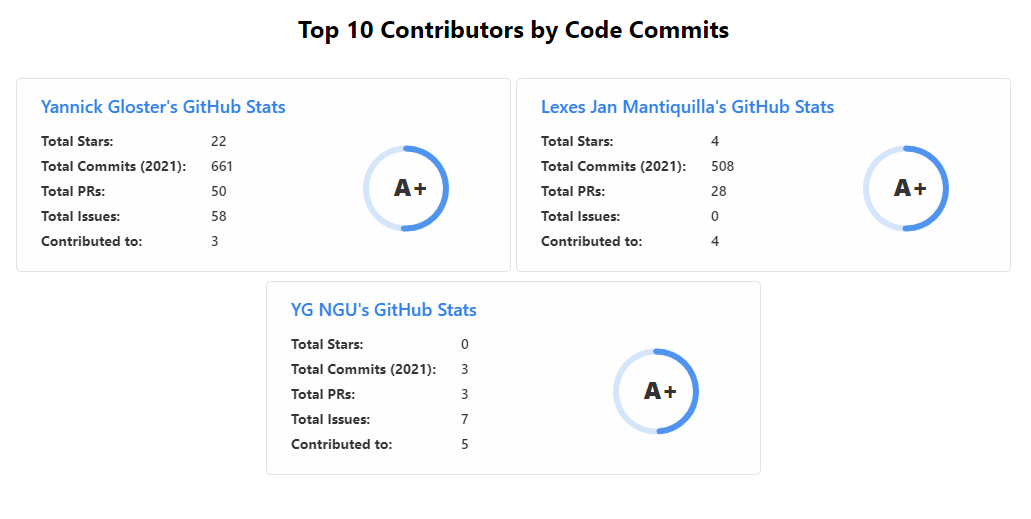 Top 10 Contributors by Code Commits
Yannick Gloster's GitHub Stats
Total Stars: 22
Total Commits (2021): 661
Total PRs: 50
Total Issues: 58
Contributed to: 3
A+
Lexes Jan Mantiquilla's GitHub Stats
Total Stars: 4
Total Commits (2021): 508
Total PRs: 28
Total Issues: 0
Contributed to: 4
A+
YG NGU's GitHub Stats
Total Stars: 0
Total Commits (2021): 3
Total PRs: 3
Total Issues: 7
Contributed to: 5
A+